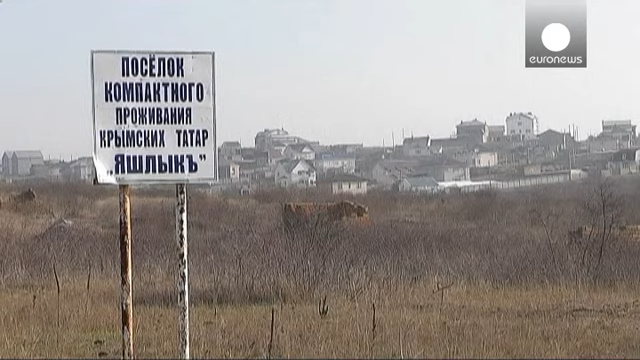 ПОСЁЛОК
КОМПАКТНОГО
ПРОЖИВАНИЯ
КРЫМСКИХ ТАТАР
„ЯШЛЫКЪ”
euronews